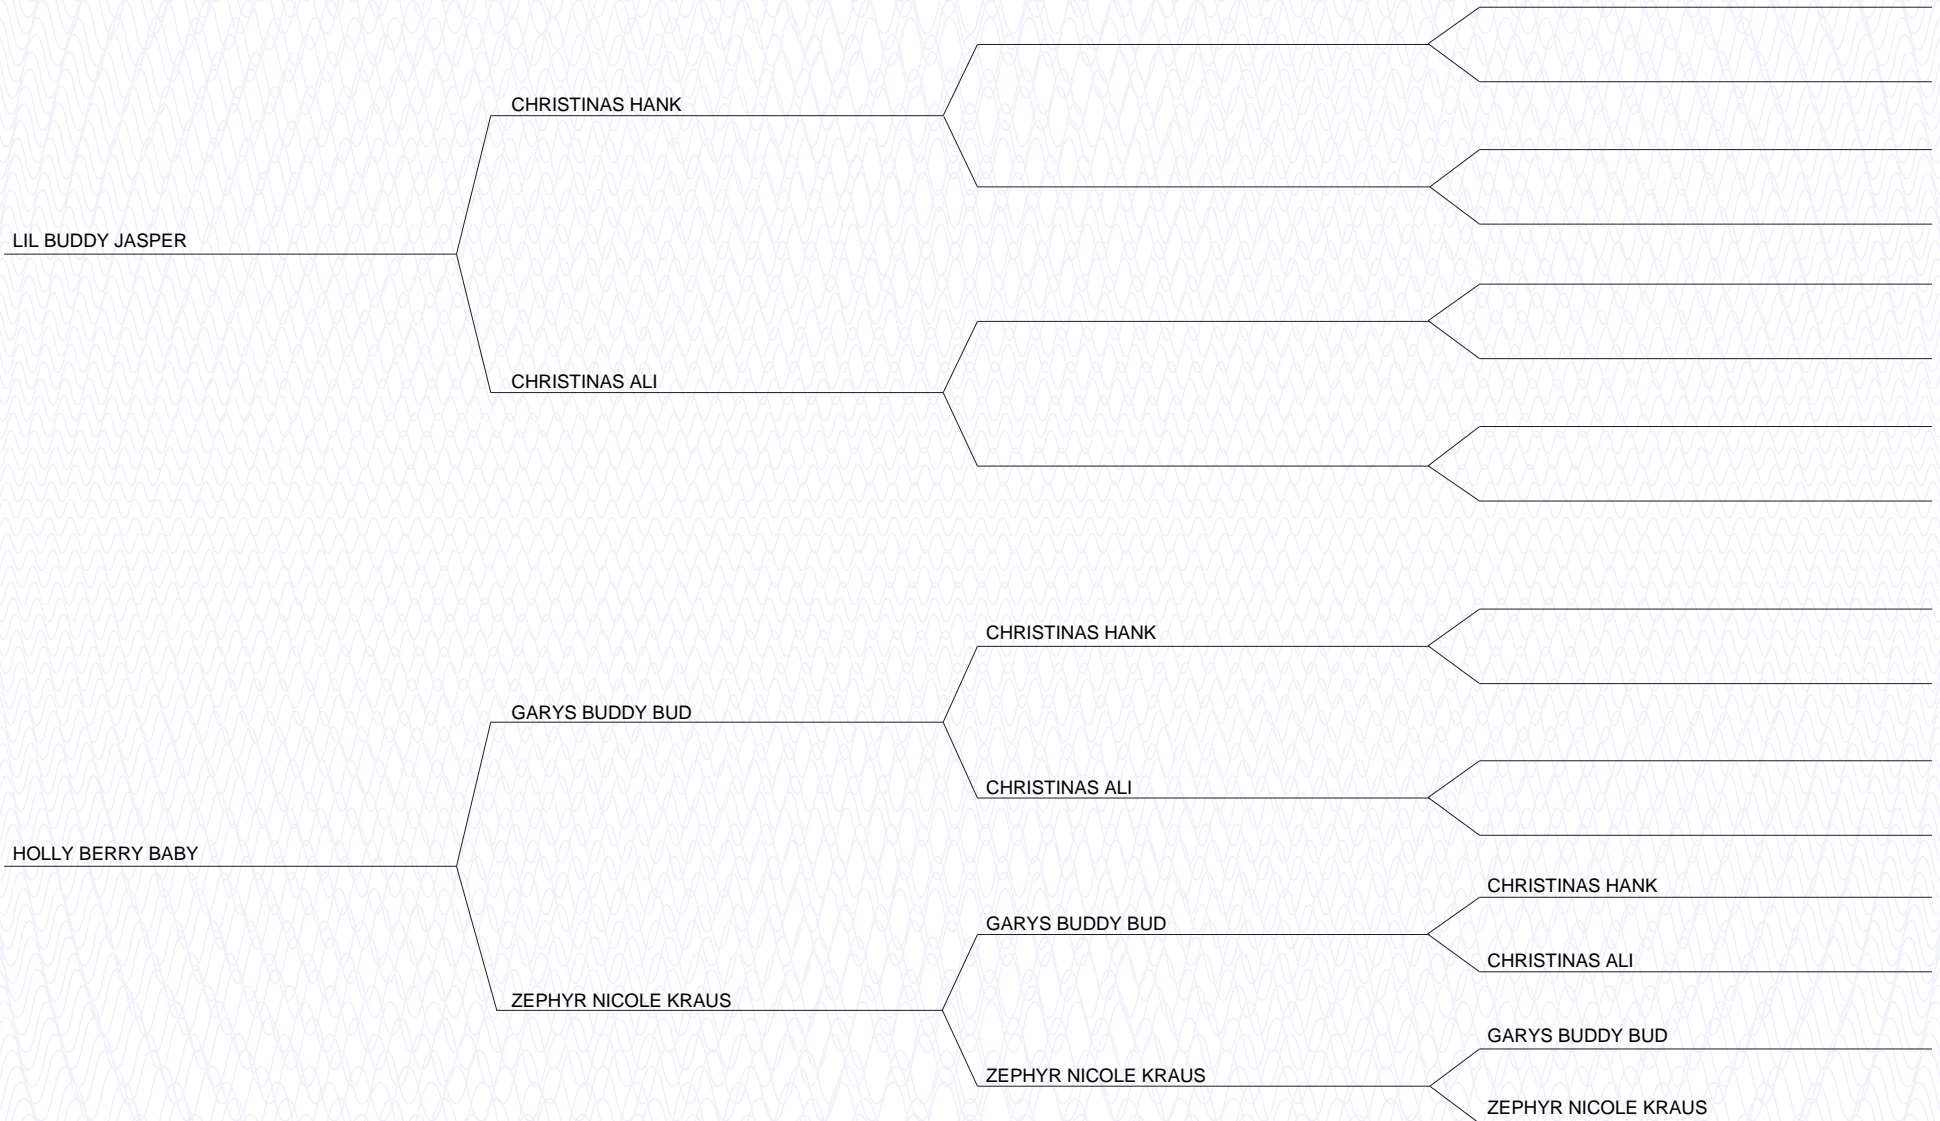 CHRISTINAS HANK
LIL BUDDY JASPER
CHRISTINAS ALI
CHRISTINAS HANK
GARYS BUDDY BUD
CHRISTINAS ALI
HOLLY BERRY BABY
CHRISTINAS HANK
GARYS BUDDY BUD
CHRISTINAS ALI
ZEPHYR NICOLE KRAUS
GARYS BUDDY BUD
ZEPHYR NICOLE KRAUS
ZEPHYR NICOLE KRAUS